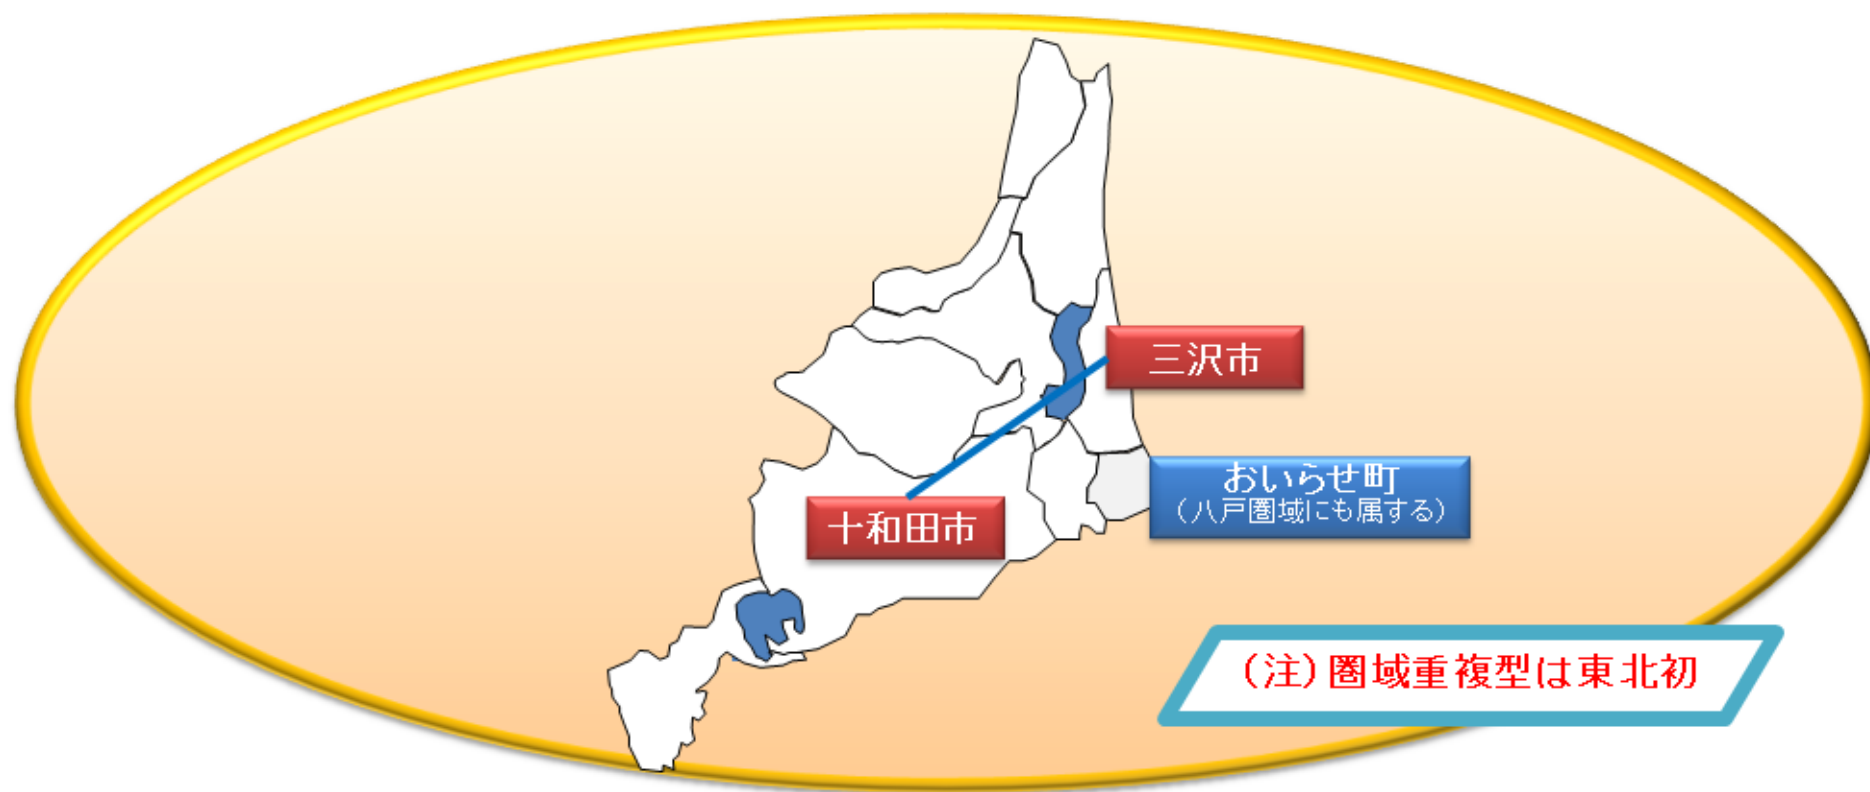 三沢市
おいらせ町
（八戸圏域にも属する）
十和田市
（注）圏域重複型は東北初